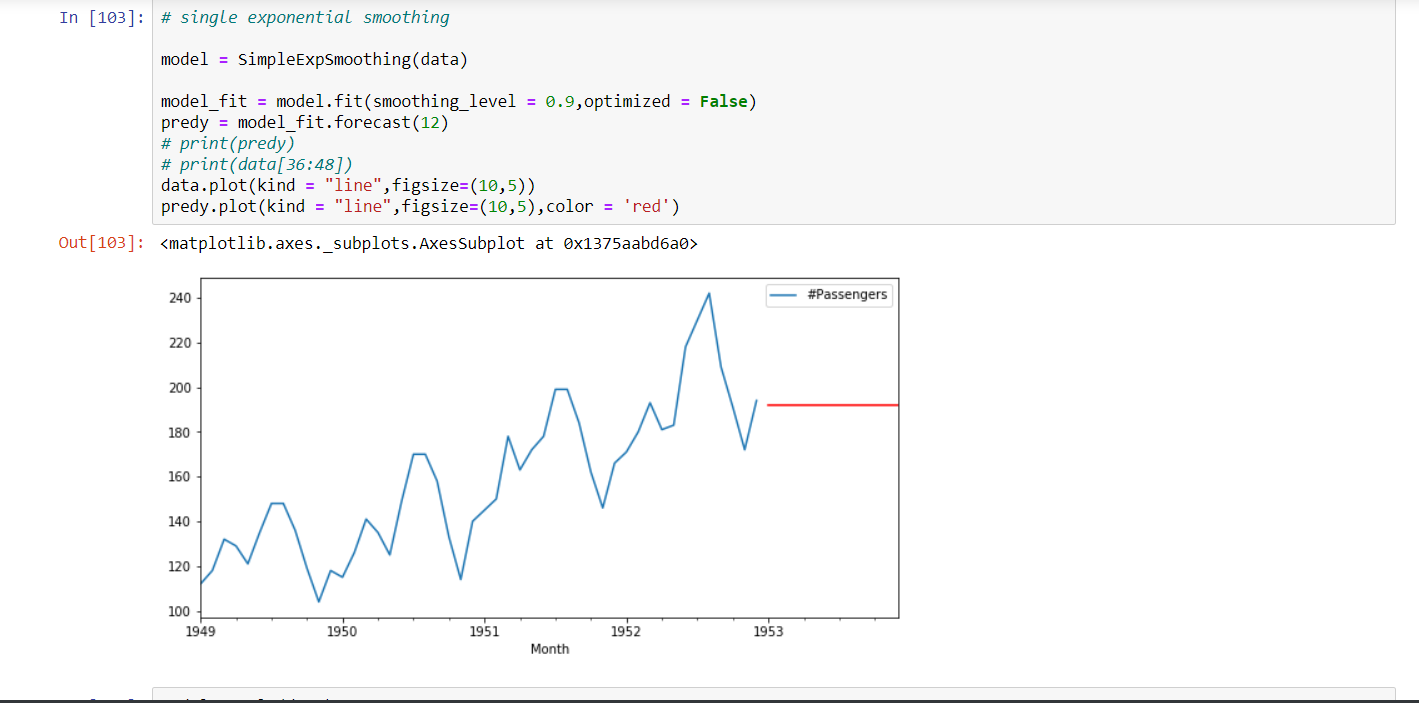 In [103]: # single exponential smoothing
model = SimpleExpSmoothing(data)
model_fit = model.fit(smoothing_level = 0.9,optimized = False)
predy = model_fit.forecast(12)
# print(predy)
# print(data[36:48])
data.plot(kind = "line",figsize=(10,5))
predy.plot(kind = "line",figsize=(10,5),color = 'red')
Out[103]: <matplotlib.axes._subplots.AxesSubplot at 0x1375aabd6a0>
#Passengers
240
220
200
180
160
140
120
100
1949 1950 1951 1952 1953
Month